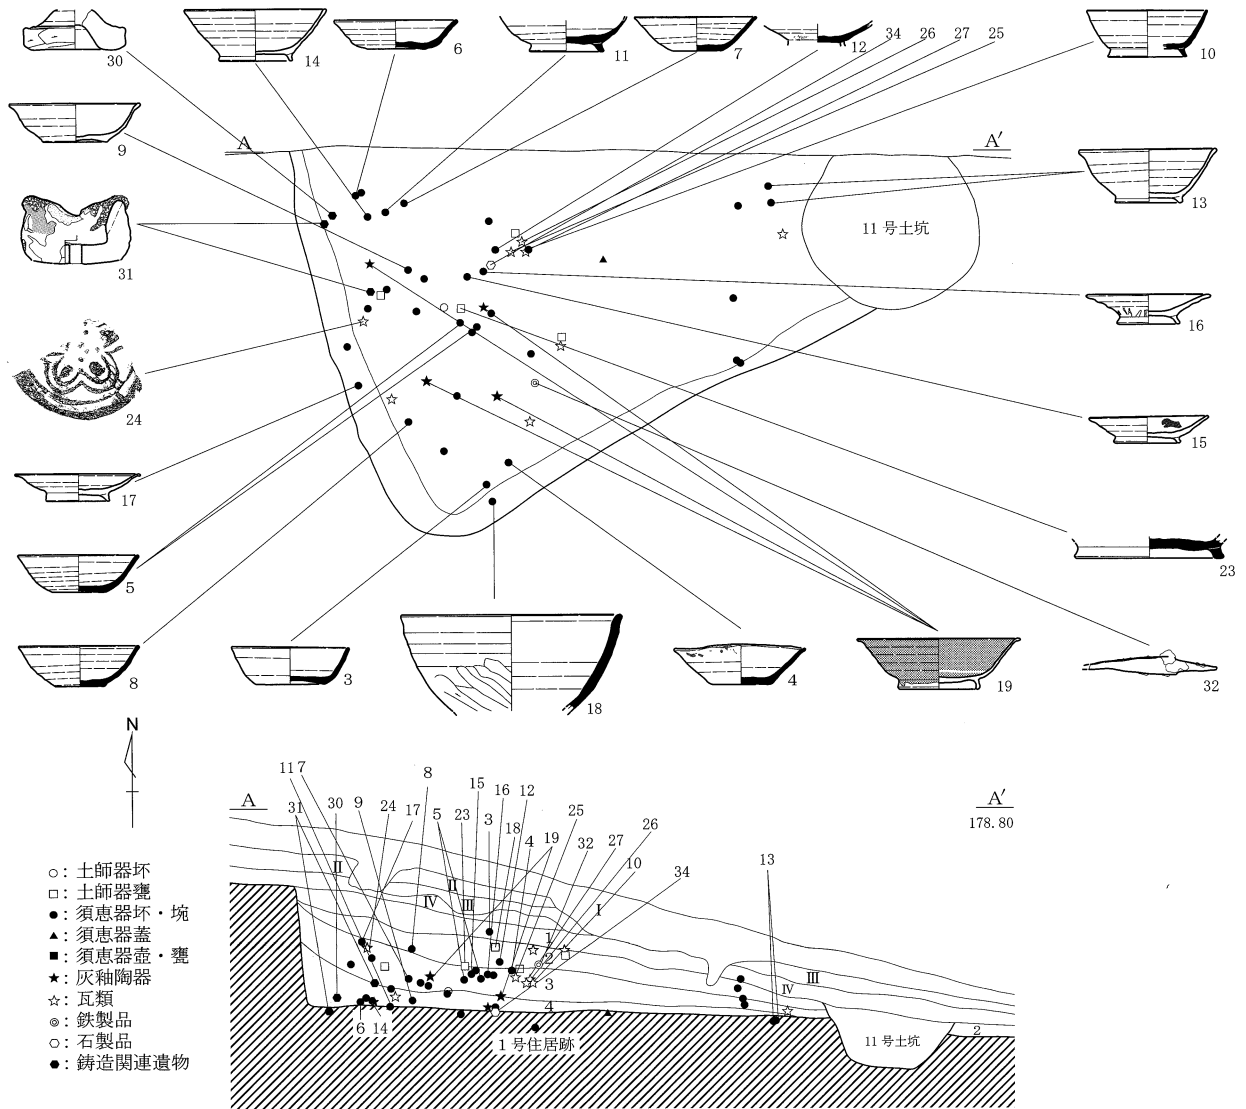 30
14
6
11
7
12
34
26
27
25
10
9
A
A′
13
11号土坑
31
16
24
15
17
23
5
8
3
18
4
19
32
N
A
A′
178.80
11
7
8
15
16
12
31
30
9
24
17
5
23
3
18
4
19
25
32
27
26
10
34
13
II
II
IV
III
I
1
2
3
4
III
IV
2
6
14
1号住居跡
11号土坑
○：土師器坏
□：土師器甕
●：須恵器坏・埦
▲：須恵器蓋
■：須恵器壺・甕
★：灰釉陶器
☆：瓦類
◎：鉄製品
⬡：石製品
⬢：鋳造関連遺物